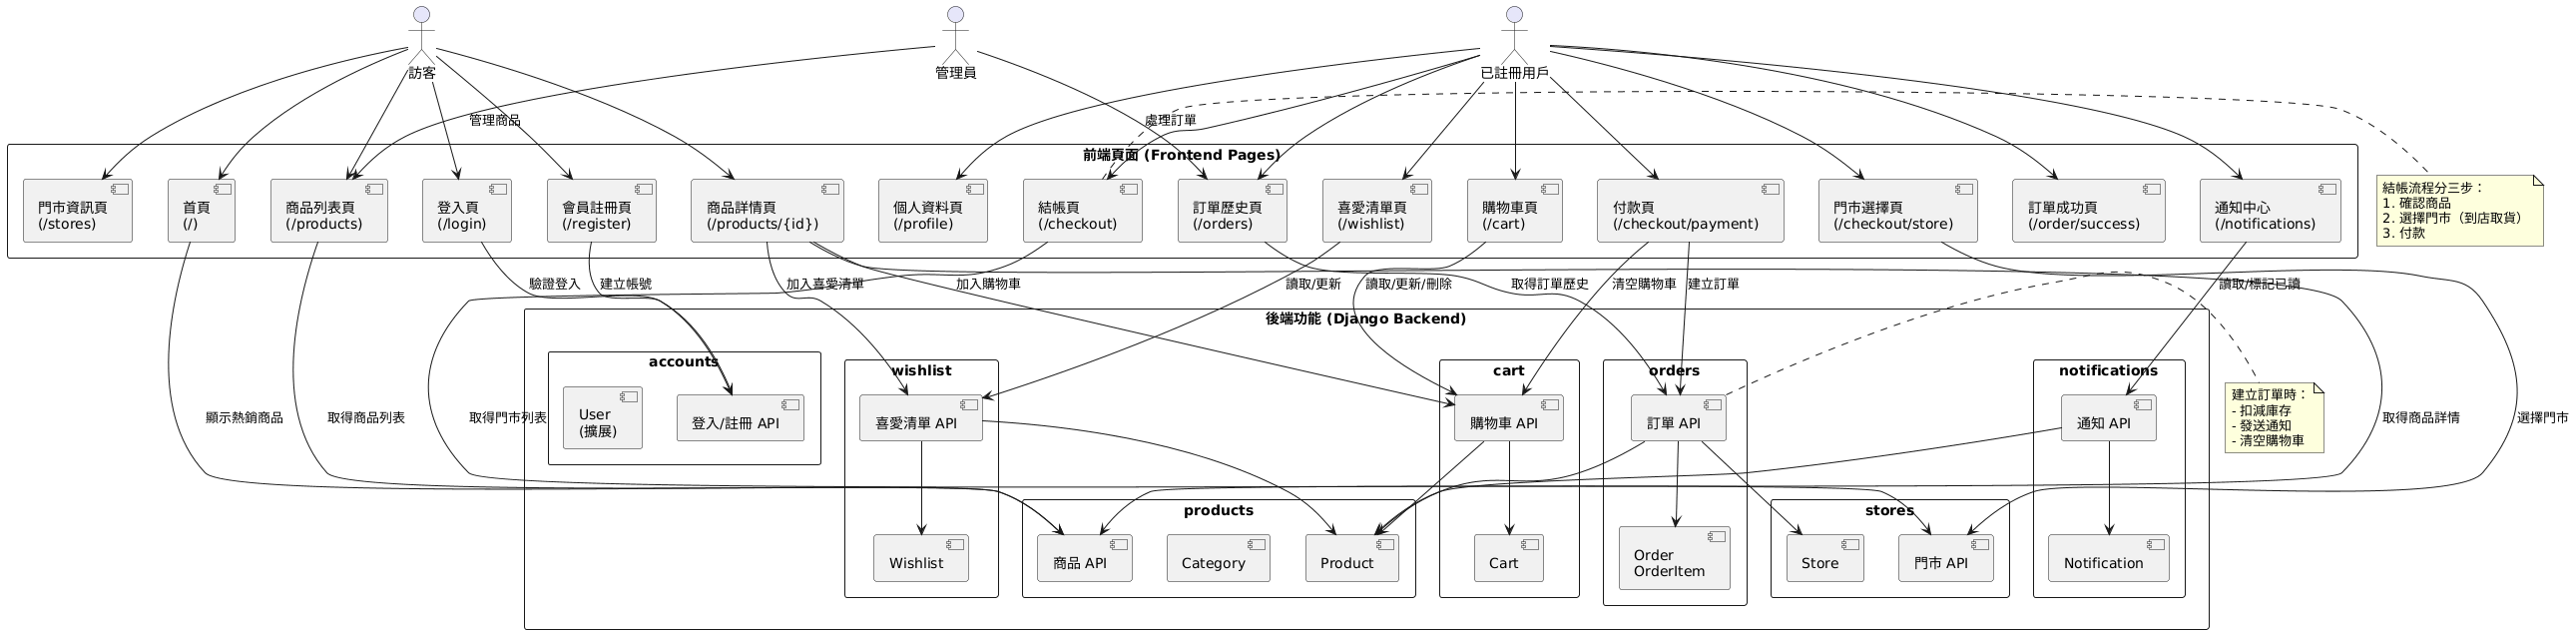 訪客
管理員
已註冊用戶
管理商品
處理訂單
前端頁面 (Frontend Pages)
門市資訊頁
(/stores)
首頁
(/)
商品列表頁
(/products)
登入頁
(/login)
會員註冊頁
(/register)
商品詳情頁
(/products/{id})
個人資料頁
(/profile)
結帳頁
(/checkout)
訂單歷史頁
(/orders)
喜愛清單頁
(/wishlist)
購物車頁
(/cart)
付款頁
(/checkout/payment)
門市選擇頁
(/checkout/store)
訂單成功頁
(/order/success)
通知中心
(/notifications)
結帳流程分三步：
1. 確認商品
2. 選擇門市（到店取貨）
3. 付款
驗證登入
建立帳號
加入喜愛清單
加入購物車
讀取/更新
讀取/更新/刪除
取得訂單歷史
清空購物車
建立訂單
讀取/標記已讀
後端功能 (Django Backend)
accounts
User
(擴展)
登入/註冊 API
wishlist
喜愛清單 API
cart
購物車 API
orders
訂單 API
notifications
通知 API
建立訂單時：
- 扣減庫存
- 發送通知
- 清空購物車
顯示熱銷商品
取得商品列表
取得門市列表
取得商品詳情
選擇門市
Wishlist
products
商品 API
Category
Product
Cart
Order
OrderItem
stores
Store
門市 API
Notification